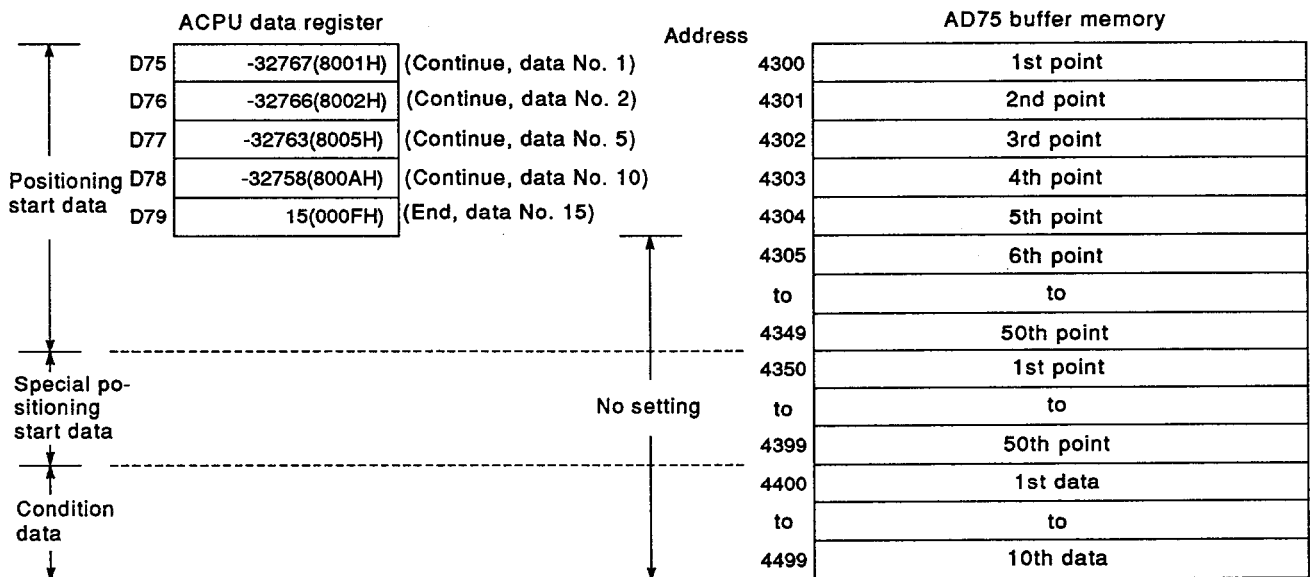 ACPU data register
Address
AD75 buffer memory
D75 -32767(8001H) (Continue, data No. 1) 4300 1st point
D76 -32766(8002H) (Continue, data No. 2) 4301 2nd point
D77 -32763(8005H) (Continue, data No. 5) 4302 3rd point
Positioning
start data
D78 -32758(800AH) (Continue, data No. 10) 4303 4th point
D79 15(000FH) (End, data No. 15) 4304 5th point
4305 6th point
to to
4349 50th point
Special po-
sitioning
start data
4350 1st point
No setting
to to
4399 50th point
Condition
data
4400 1st data
to to
4499 10th data